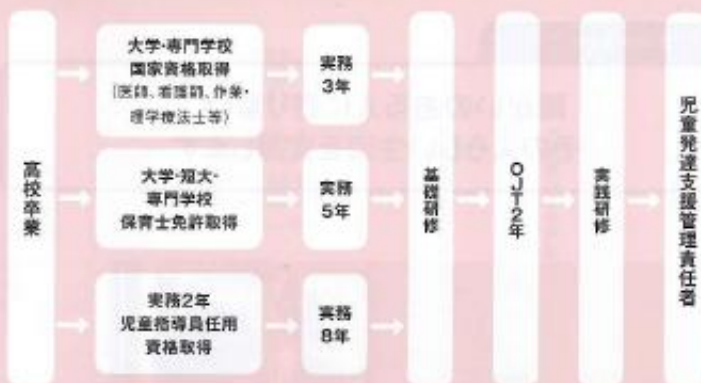 高校卒業
大学・専門学校
国家資格取得
(医師、看護師、作業・
理学療法士等)
実務
3年
大学・短大・
専門学校
保育士免許取得
実務
5年
実務2年
児童指導員任用
資格取得
実務
8年
基礎研修
OJT2年
実践研修
児童発達支援管理責任者